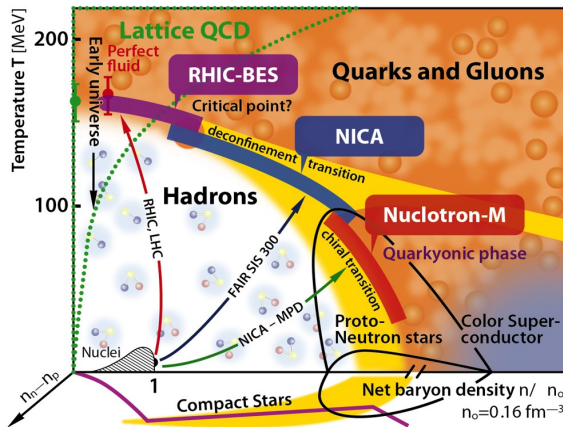 200
Temperature T [MeV]
Lattice QCD
Early universe
Perfect
fluid
RHIC-BES
Critical point?
Quarks and Gluons
deconfinement transition
NICA
100
Hadrons
RHIC, LHC
FAIR SIS 300
Nuclotron-M
Quarkyonic phase
chiral transition
NICA – MPD
Nuclei
Proto-
Neutron stars
Color Super-
conductor
1
nn–np
Compact Stars
Net baryon density n/ no
no=0.16 fm–3